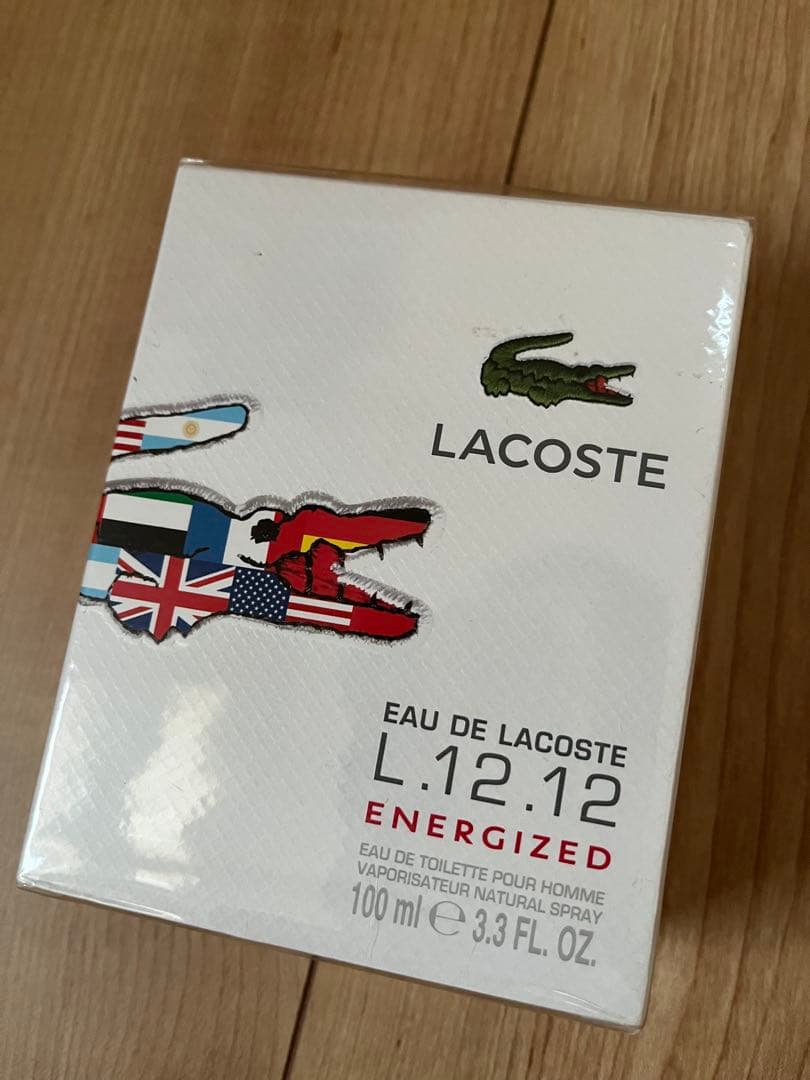 LACOSTE
EAU DE LACOSTE
L.12.12
ENERGIZED
EAU DE TOILETTE POUR HOMME
VAPORISATEUR NATURAL SPRAY
100 ml e 3.3 FL. OZ.